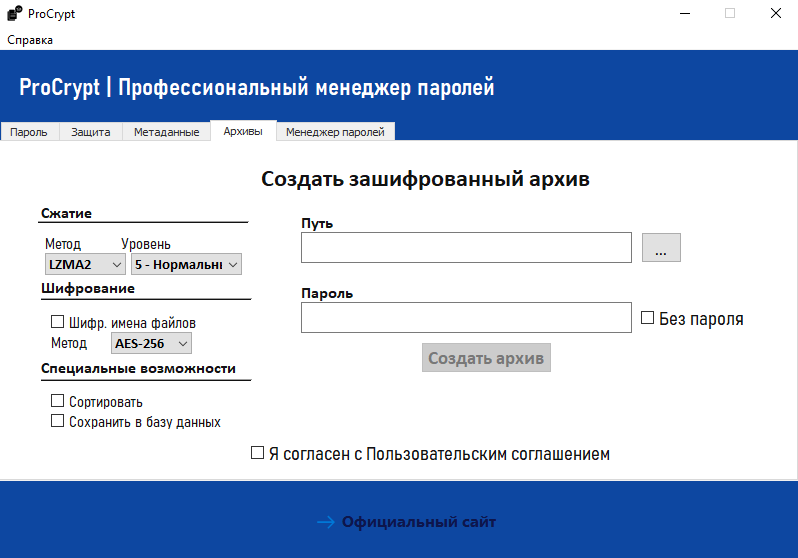 ProCrypt
Справка
ProCrypt | Профессиональный менеджер паролей
Пароль Защита Метаданные Архивы Менеджер паролей
Создать зашифрованный архив
Сжатие
Метод Уровень
LZMA2 5 - Нормальны
Шифрование
Шифр. имена файлов
Метод AES-256
Специальные возможности
Сортировать
Сохранить в базу данных
Путь
...
Пароль
Без пароля
Создать архив
Я согласен с Пользовательским соглашением
→ Официальный сайт